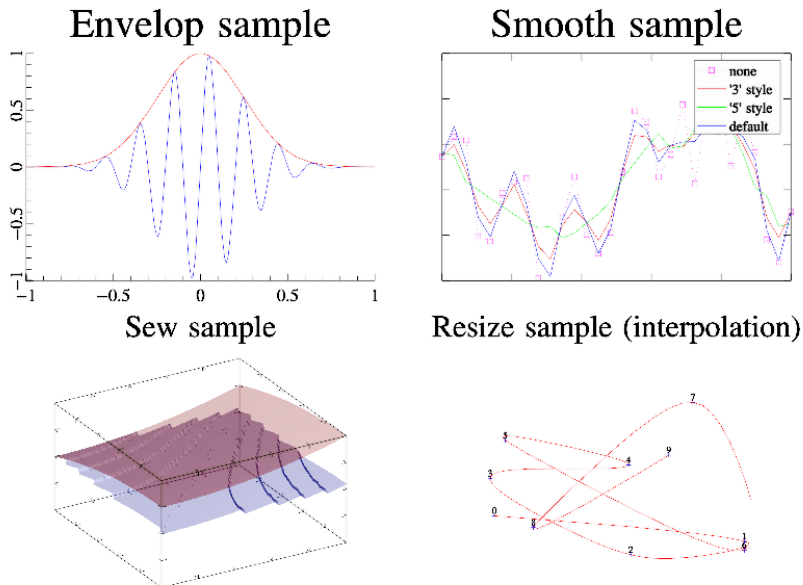 Envelop sample
Smooth sample
1
0.5
0
−0.5
−1
−1
−0.5
0
0.5
1
none
'3' style
'5' style
default
Sew sample
Resize sample (interpolation)
7
5
4
9
3
0
8
1
6
2